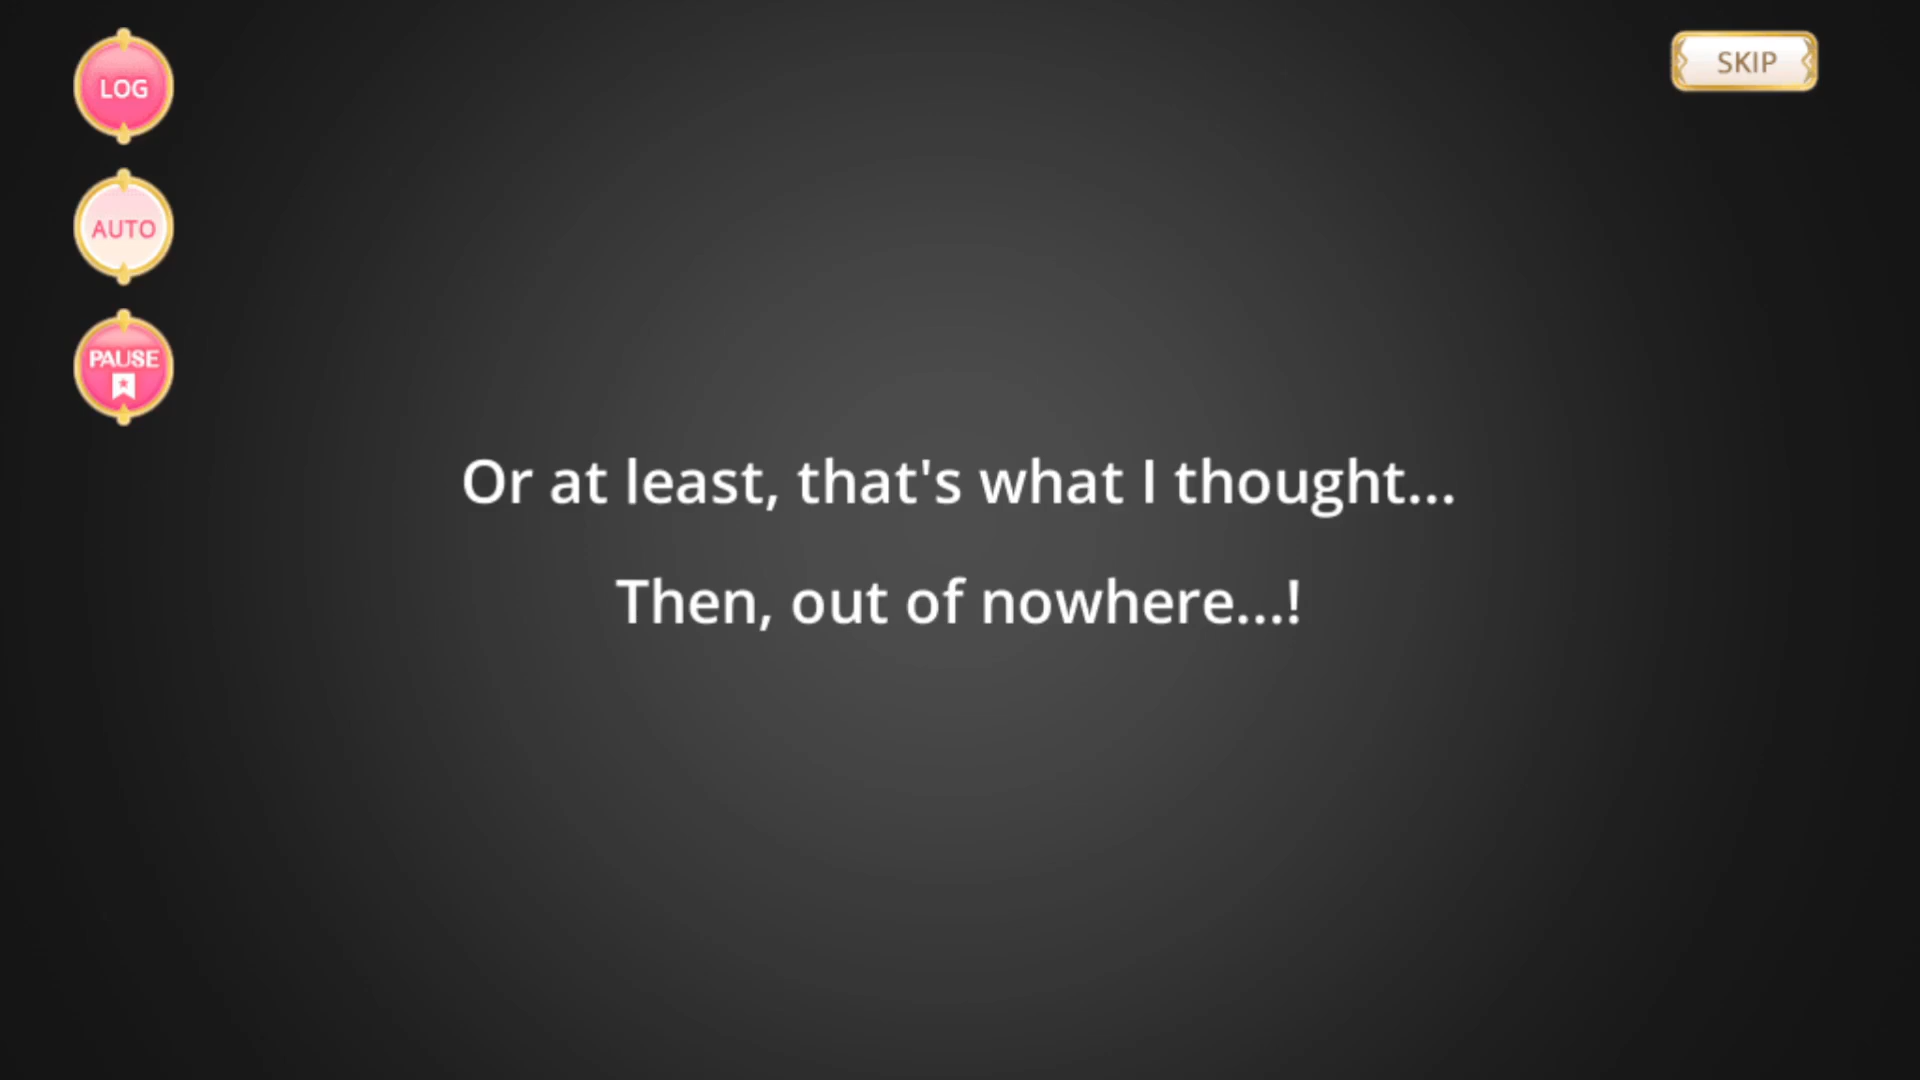 LOG
SKIP
AUTO
PAUSE
Or at least, that's what I thought...
Then, out of nowhere...!